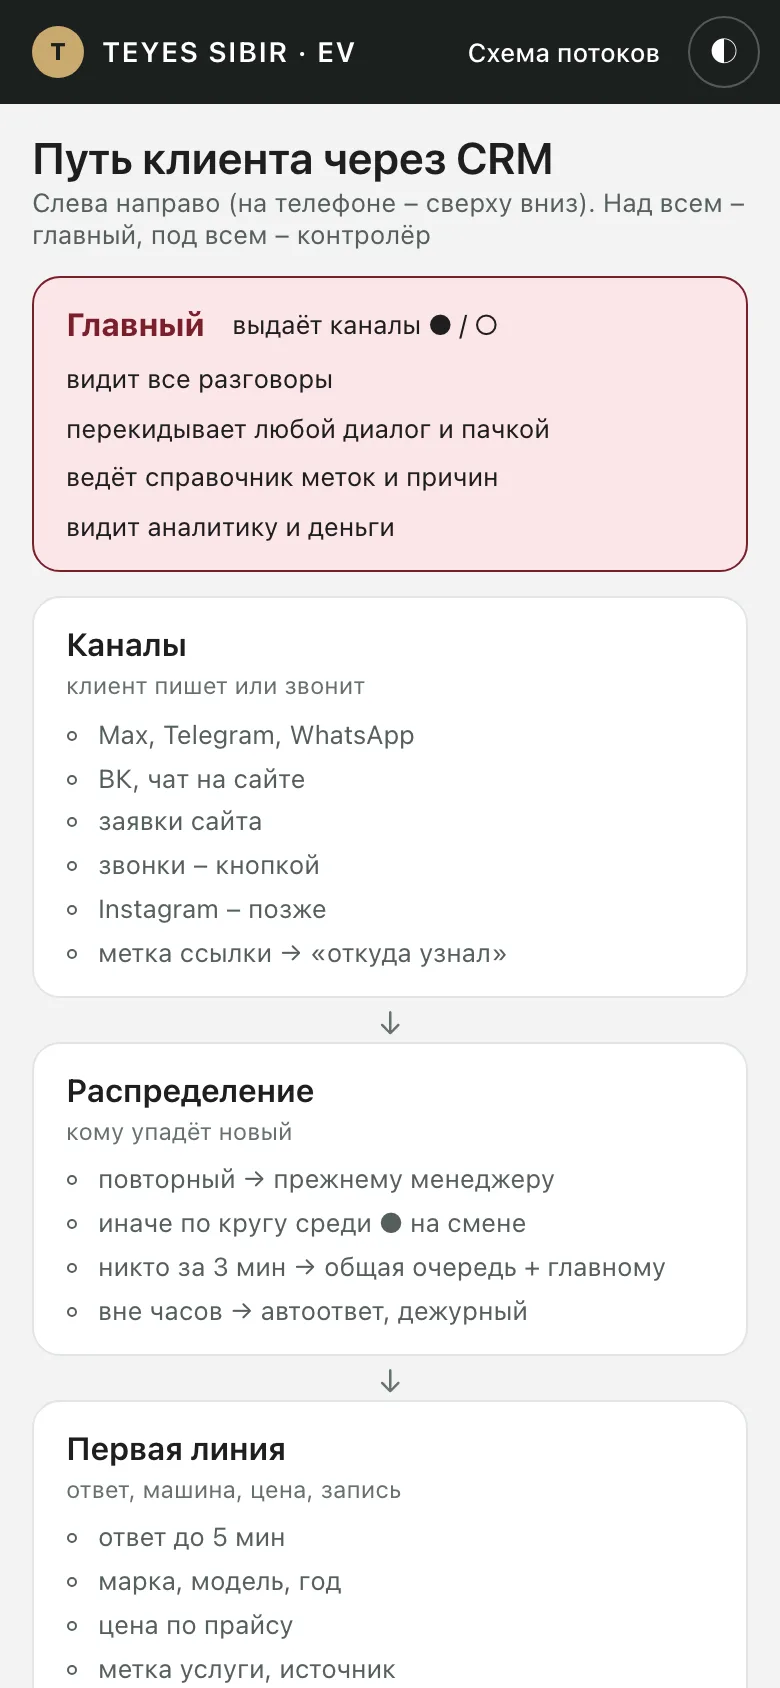 T TEYES SIBIR · EV Схема потоков
Путь клиента через CRM
Слева направо (на телефоне – сверху вниз). Над всем –
главный, под всем – контролёр
Главный выдаёт каналы ● / ○
видит все разговоры
перекидывает любой диалог и пачкой
ведёт справочник меток и причин
видит аналитику и деньги
Каналы
клиент пишет или звонит
Max, Telegram, WhatsApp
ВК, чат на сайте
заявки сайта
звонки – кнопкой
Instagram – позже
метка ссылки → «откуда узнал»
↓
Распределение
кому упадёт новый
повторный → прежнему менеджеру
иначе по кругу среди ● на смене
никто за 3 мин → общая очередь + главному
вне часов → автоответ, дежурный
↓
Первая линия
ответ, машина, цена, запись
ответ до 5 мин
марка, модель, год
цена по прайсу
метка услуги, источник